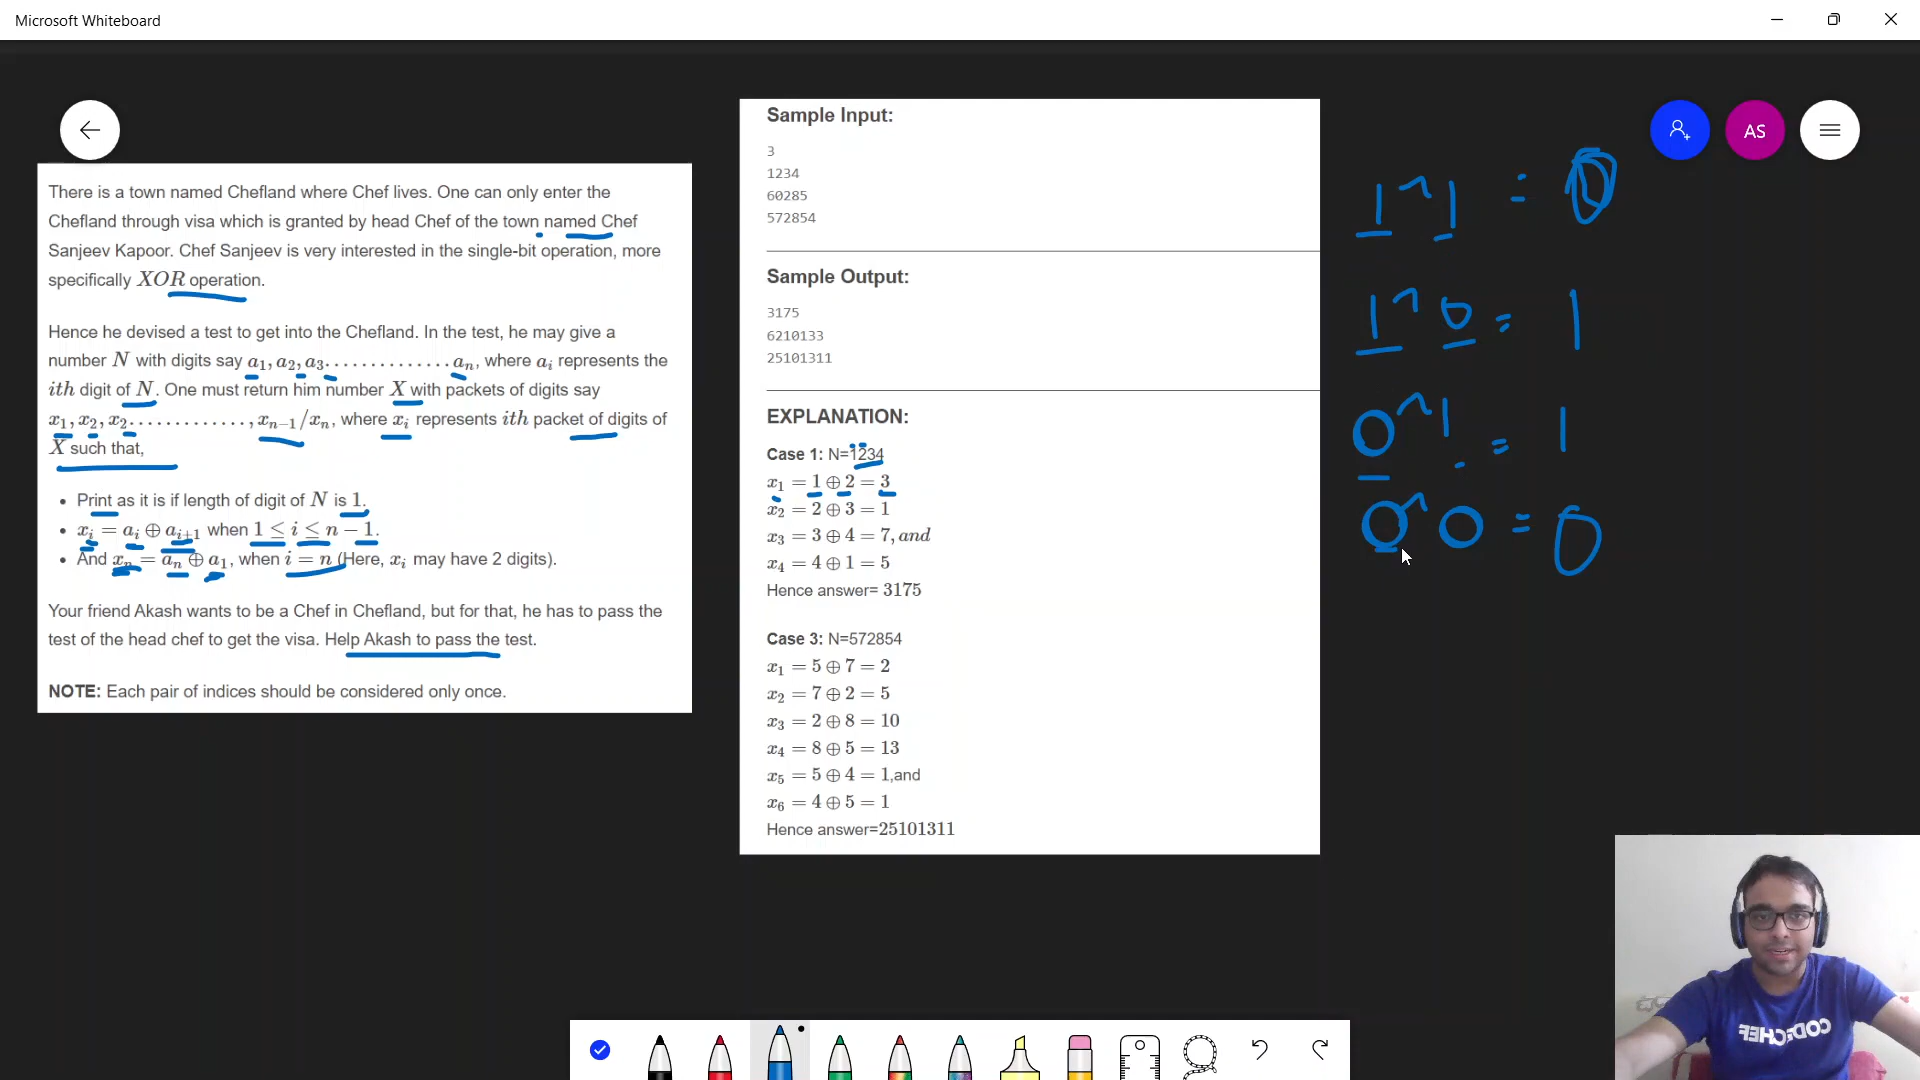 Microsoft Whiteboard
AS
There is a town named Chefland where Chef lives. One can only enter the
Chefland through visa which is granted by head Chef of the town named Chef
Sanjeev Kapoor. Chef Sanjeev is very interested in the single-bit operation, more
specifically XOR operation.
Hence he devised a test to get into the Chefland. In the test, he may give a
number N with digits say a₁, a₂, a₃..............aₙ, where aᵢ represents the
ith digit of N. One must return him number X with packets of digits say
x₁, x₂, x₂............., xₙ₋₁/xₙ, where xᵢ represents ith packet of digits of
X such that,
• Print as it is if length of digit of N is 1.
• xᵢ = aᵢ ⊕ aᵢ₊₁ when 1 ≤ i ≤ n − 1.
• And xₙ = aₙ ⊕ a₁, when i = n (Here, xᵢ may have 2 digits).
Your friend Akash wants to be a Chef in Chefland, but for that, he has to pass the
test of the head chef to get the visa. Help Akash to pass the test.
NOTE: Each pair of indices should be considered only once.
Sample Input:
3
1234
60285
572854
Sample Output:
3175
6210133
25101311
EXPLANATION:
Case 1: N=1234
x₁ = 1 ⊕ 2 = 3
x₂ = 2 ⊕ 3 = 1
x₃ = 3 ⊕ 4 = 7, and
x₄ = 4 ⊕ 1 = 5
Hence answer= 3175
Case 3: N=572854
x₁ = 5 ⊕ 7 = 2
x₂ = 7 ⊕ 2 = 5
x₃ = 2 ⊕ 8 = 10
x₄ = 8 ⊕ 5 = 13
x₅ = 5 ⊕ 4 = 1,and
x₆ = 4 ⊕ 5 = 1
Hence answer=25101311
1^1 = 0
1^0 = 1
0^1 = 1
0^0 = 0
CODECHEF